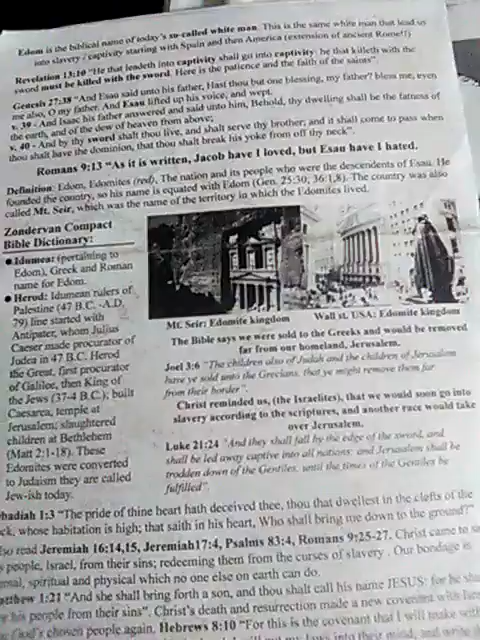 Edom is the biblical name of today's so-called white man. This is the same white man that lead us
into slavery / captivity starting with Spain and then America (extension of ancient Rome!!)
Revelation 13:10 "He that leadeth into captivity shall go into captivity: he that killeth with the
sword must be killed with the sword. Here is the patience and the faith of the saints".
Genesis 27:38 "And Esau said unto his father, Hast thou but one blessing, my father? bless me, even
me also, O my father. And Esau lifted up his voice, and wept.
v. 39 - And Isaac his father answered and said unto him, Behold, thy dwelling shall be the fatness of
the earth, and of the dew of heaven from above;
v. 40 - And by thy sword shalt thou live, and shalt serve thy brother; and it shall come to pass when
thou shalt have the dominion, that thou shalt break his yoke from off thy neck".
Romans 9:13 "As it is written, Jacob have I loved, but Esau have I hated.
Definition: Edom, Edomites (red), The nation and its people who were the descendents of Esau. He
founded the country, so his name is equated with Edom (Gen. 25:30, 36:1,8). The country was also
called Mt. Seir, which was the name of the territory in which the Edomites lived.
Zondervan Compact
Bible Dictionary:
● Idumea: (pertaining to
Edom), Greek and Roman
name for Edom.
● Herod: Idumean rulers of
Palestine (47 B.C. -A.D.
79) line started with
Antipater, whom Julius
Caeser made procurator of
Judea in 47 B.C. Herod
the Great, first procurator
of Galilee, then King of
the Jews (37-4 B.C.); built
Caesarea, temple at
Jerusalem; slaughtered
children at Bethlehem
(Matt 2:1-18). These
Edomites were converted
to Judaism they are called
Jew-ish today.
Mt. Seir: Edomite kingdom
Wall st. USA: Edomite kingdom
The Bible says we were sold to the Greeks and would be removed
far from our homeland, Jerusalem.
Joel 3:6 "The children also of Judah and the children of Jerusalem
have ye sold unto the Grecians, that ye might remove them far
from their border".
Christ reminded us, (the Israelites), that we would soon go into
slavery according to the scriptures, and another race would take
over Jerusalem.
Luke 21:24 "And they shall fall by the edge of the sword, and
shall be led away captive into all nations: and Jerusalem shall be
trodden down of the Gentiles, until the times of the Gentiles be
fulfilled".
badiah 1:3 "The pride of thine heart hath deceived thee, thou that dwellest in the clefts of the
ck, whose habitation is high; that saith in his heart, Who shall bring me down to the ground?"
so read Jeremiah 16:14,15, Jeremiah17:4, Psalms 83:4, Romans 9:25-27. Christ came to
people, Israel, from their sins; redeeming them from the curses of slavery. Our bondage is
spiritual and physical which no one else on earth can do.
atthew 1:21 "And she shall bring forth a son, and thou shalt call his name JESUS: for he sha
his people from their sins". Christ's death and resurrection made a new covenant with
chosen people again. Hebrews 8:10 "For this is the covenant that I will make with